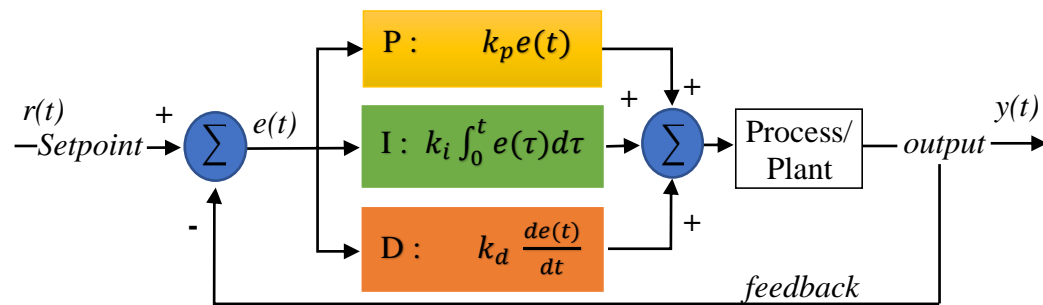 P : k_p e(t)
r(t)
Setpoint
+
∑
e(t)
-
I : k_i ∫_0^t e(τ)dτ
D : k_d de(t)/dt
+
+
+
∑
Process/
Plant
output
y(t)
feedback